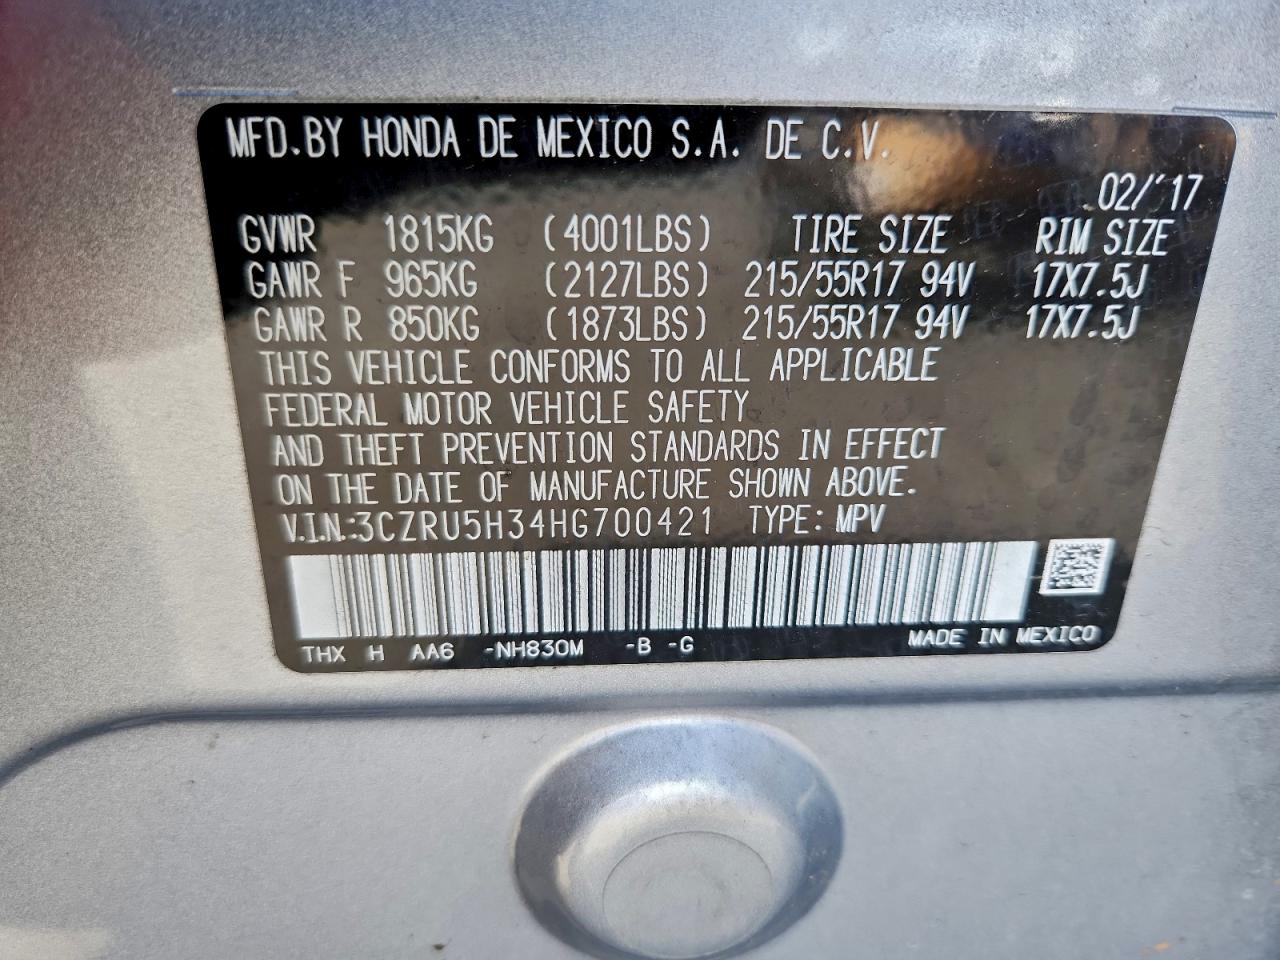 MFD.BY HONDA DE MEXICO S.A. DE C.V.
02/'17
GVWR 1815KG (4001LBS) TIRE SIZE RIM SIZE
GAWR F 965KG (2127LBS) 215/55R17 94V 17X7.5J
GAWR R 850KG (1873LBS) 215/55R17 94V 17X7.5J
THIS VEHICLE CONFORMS TO ALL APPLICABLE
FEDERAL MOTOR VEHICLE SAFETY
AND THEFT PREVENTION STANDARDS IN EFFECT
ON THE DATE OF MANUFACTURE SHOWN ABOVE.
V.I.N.:3CZRU5H34HG700421 TYPE: MPV
THX H AA6 -NH830M -B -G MADE IN MEXICO